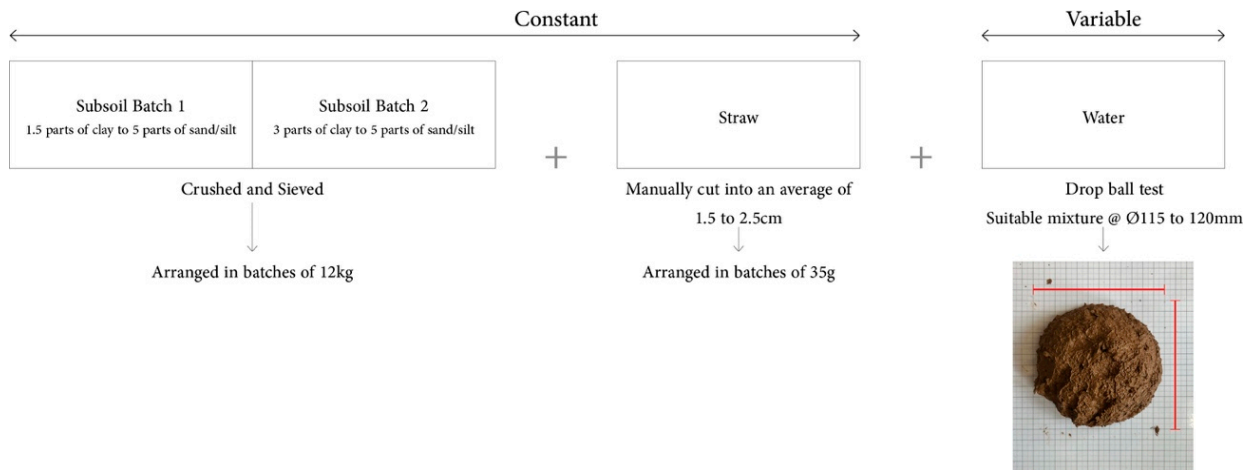 Constant
Variable
Subsoil Batch 1
1.5 parts of clay to 5 parts of sand/silt
Subsoil Batch 2
3 parts of clay to 5 parts of sand/silt
Straw
Water
Crushed and Sieved
Manually cut into an average of
1.5 to 2.5cm
Drop ball test
Suitable mixture @ Ø115 to 120mm
Arranged in batches of 12kg
Arranged in batches of 35g